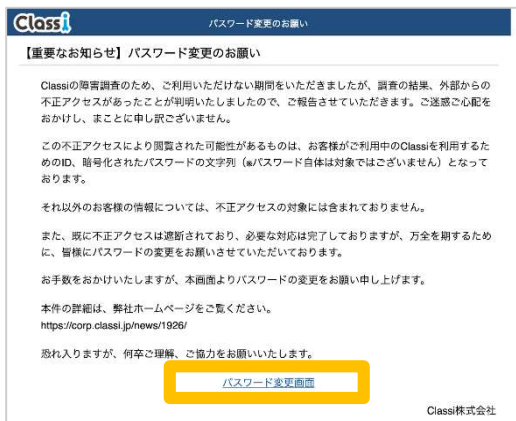 Classi
パスワード変更のお願い
【重要なお知らせ】パスワード変更のお願い
Classiの障害調査のため、ご利用いただけない期間をいただきましたが、調査の結果、外部からの
不正アクセスがあったことが判明いたしましたので、ご報告させていただきます。ご迷惑ご心配を
おかけし、まことに申し訳ございません。
この不正アクセスにより閲覧された可能性があるものは、お客様がご利用中のClassiを利用するた
めのID、暗号化されたパスワードの文字列（※パスワード自体は対象ではございません）となって
おります。
それ以外のお客様の情報については、不正アクセスの対象には含まれておりません。
また、既に不正アクセスは遮断されており、必要な対応は完了しておりますが、万全を期するため
に、皆様にパスワードの変更をお願いさせていただいております。
お手数をおかけいたしますが、本画面よりパスワードの変更をお願い申し上げます。
本件の詳細は、弊社ホームページをご覧ください。
https://corp.classi.jp/news/1926/
恐れ入りますが、何卒ご理解、ご協力をお願いいたします。
パスワード変更画面
Classi株式会社